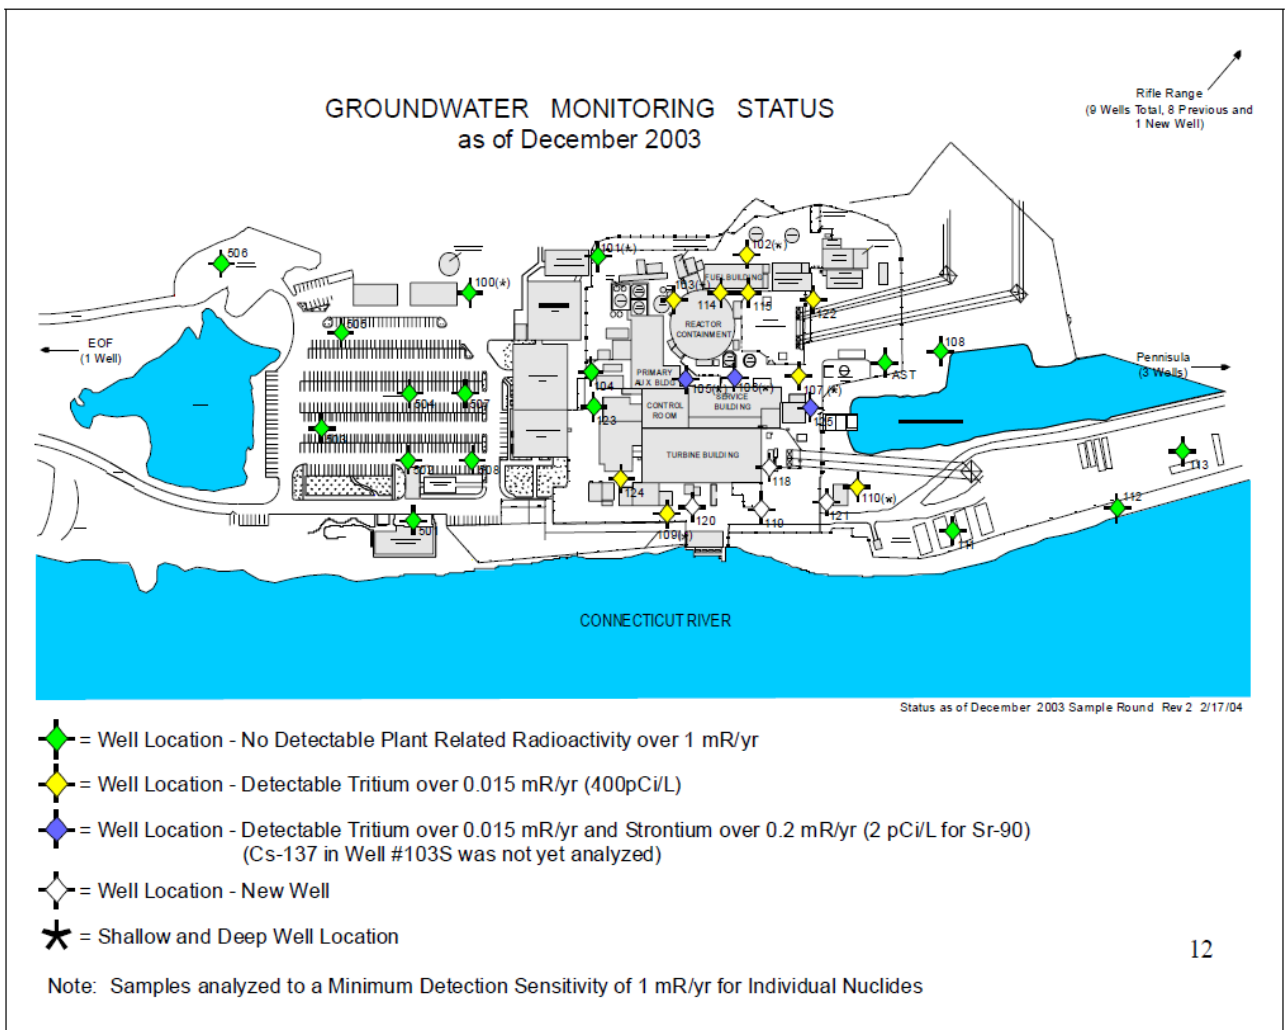 GROUNDWATER MONITORING STATUS
as of December 2003
Rifle Range
(9 Wells Total, 8 Previous and
1 New Well)
506
101(*)
102(*)
100(*)
103(*)
FUEL BUILDING
114
115
122
505
REACTOR
CONTAINMENT
EOF
(1 Well)
108
Pennisula
(3 Wells)
104
PRIMARY
AUX BLDG
105(*)
106(*)
107(*)
AST
504
507
123
CONTROL
ROOM
SERVICE
BUILDING
125
503
TURBINE BUILDING
113
502
508
118
124
110(*)
112
120
119
121
501
109(*)
111
CONNECTICUT RIVER
Status as of December 2003 Sample Round Rev 2 2/17/04
= Well Location - No Detectable Plant Related Radioactivity over 1 mR/yr
= Well Location - Detectable Tritium over 0.015 mR/yr (400pCi/L)
= Well Location - Detectable Tritium over 0.015 mR/yr and Strontium over 0.2 mR/yr (2 pCi/L for Sr-90)
(Cs-137 in Well #103S was not yet analyzed)
= Well Location - New Well
= Shallow and Deep Well Location
12
Note: Samples analyzed to a Minimum Detection Sensitivity of 1 mR/yr for Individual Nuclides